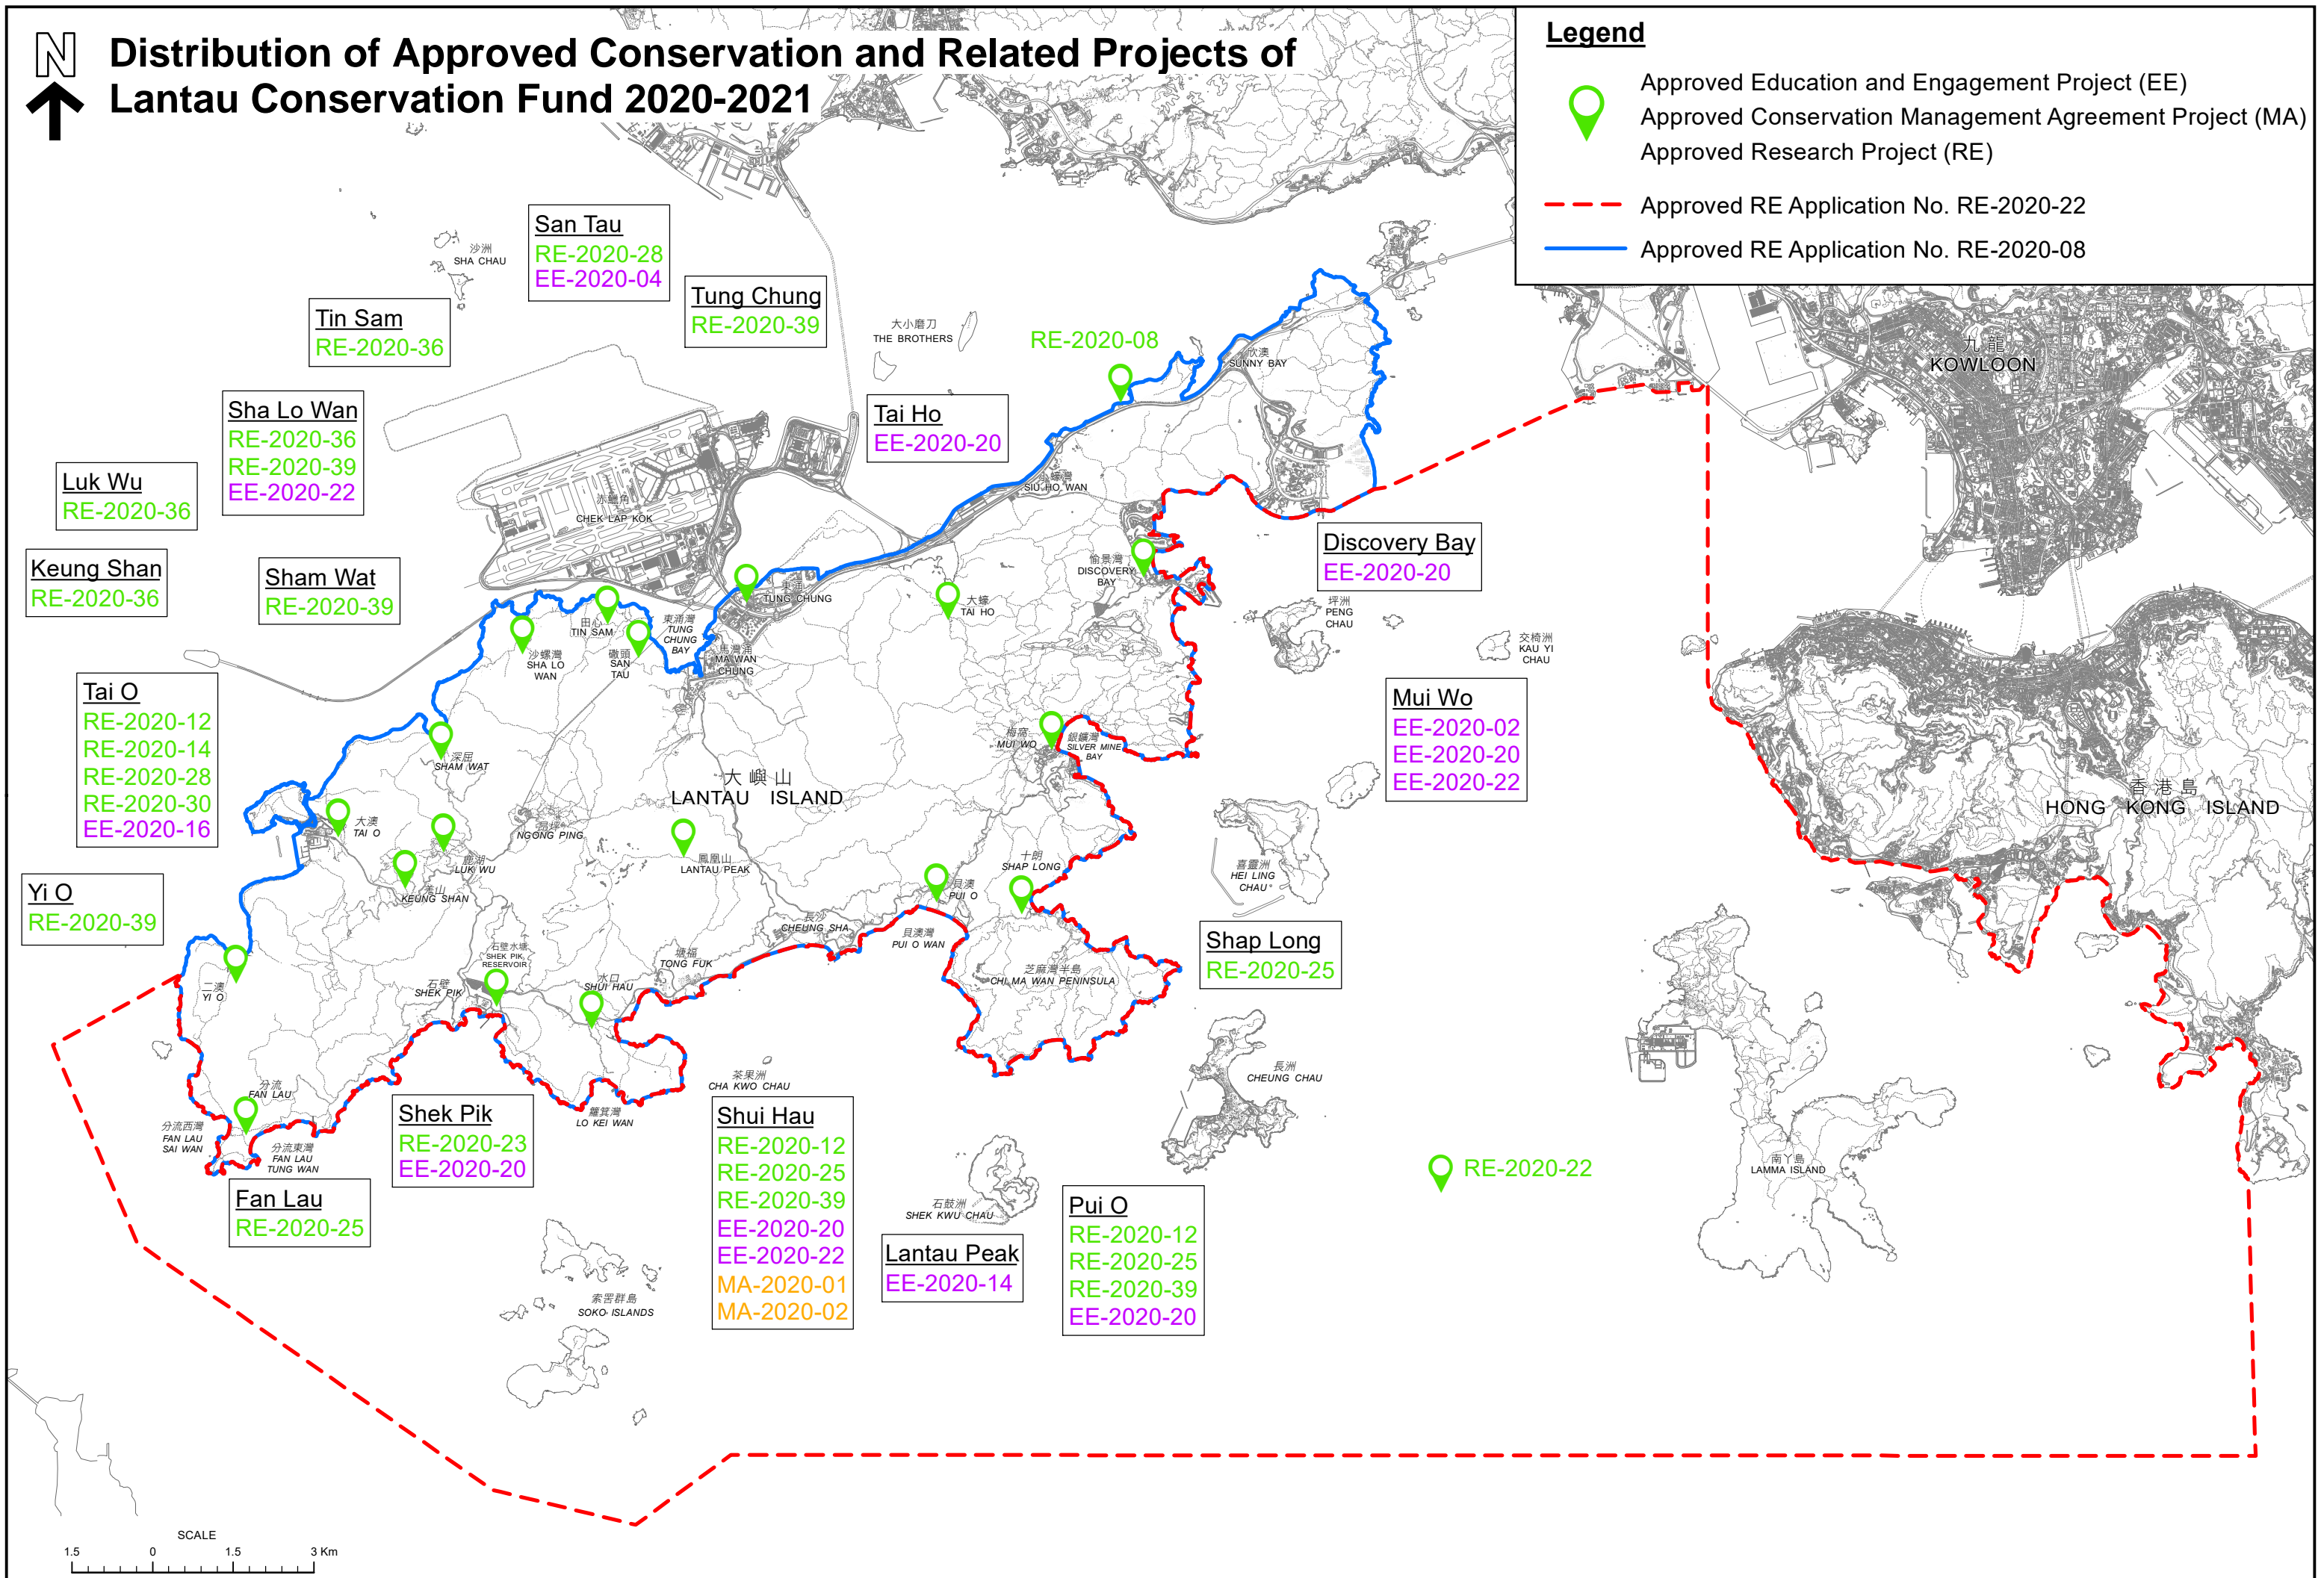 N
Distribution of Approved Conservation and Related Projects of
Lantau Conservation Fund 2020-2021
Legend
Approved Education and Engagement Project (EE)
Approved Conservation Management Agreement Project (MA)
Approved Research Project (RE)
Approved RE Application No. RE-2020-22
Approved RE Application No. RE-2020-08
San Tau
RE-2020-28
EE-2020-04
Tung Chung
RE-2020-39
Tin Sam
RE-2020-36
Sha Lo Wan
RE-2020-36
RE-2020-39
EE-2020-22
Tai Ho
EE-2020-20
RE-2020-08
Luk Wu
RE-2020-36
Keung Shan
RE-2020-36
Sham Wat
RE-2020-39
Discovery Bay
EE-2020-20
Tai O
RE-2020-12
RE-2020-14
RE-2020-28
RE-2020-30
EE-2020-16
Mui Wo
EE-2020-02
EE-2020-20
EE-2020-22
Yi O
RE-2020-39
Shap Long
RE-2020-25
Shek Pik
RE-2020-23
EE-2020-20
Fan Lau
RE-2020-25
Shui Hau
RE-2020-12
RE-2020-25
RE-2020-39
EE-2020-20
EE-2020-22
MA-2020-01
MA-2020-02
Lantau Peak
EE-2020-14
Pui O
RE-2020-12
RE-2020-25
RE-2020-39
EE-2020-20
RE-2020-22
沙洲
SHA CHAU
大小磨刀
THE BROTHERS
欣澳
SUNNY BAY
九龍
KOWLOON
小蠔灣
SIU HO WAN
赤鱲角
CHEK LAP KOK
愉景灣
DISCOVERY
BAY
東涌
TUNG CHUNG
大蠔
TAI HO
坪洲
PENG
CHAU
交椅洲
KAU YI
CHAU
田心
TIN SAM
東涌灣
TUNG
CHUNG
BAY
沙螺灣
SHA LO
WAN
䃟頭
SAN
TAU
馬灣涌
MA WAN
CHUNG
梅窩
MUI WO
銀鑛灣
SILVER MINE
BAY
深屈
SHAM WAT
大嶼山
LANTAU ISLAND
香港島
HONG KONG ISLAND
大澳
TAI O
昂坪
NGONG PING
鹿湖
LUK WU
鳳凰山
LANTAU PEAK
十朗
SHAP LONG
喜靈洲
HEI LING
CHAU
羗山
KEUNG SHAN
貝澳
PUI O
長沙
CHEUNG SHA
貝澳灣
PUI O WAN
石壁水塘
SHEK PIK
RESERVOIR
塘福
TONG FUK
石壁
SHEK PIK
水口
SHUI HAU
芝麻灣半島
CHI MA WAN PENINSULA
二澳
YI O
分流
FAN LAU
茶果洲
CHA KWO CHAU
長洲
CHEUNG CHAU
籮箕灣
LO KEI WAN
分流西灣
FAN LAU
SAI WAN
分流東灣
FAN LAU
TUNG WAN
南丫島
LAMMA ISLAND
石鼓洲
SHEK KWU CHAU
索罟群島
SOKO ISLANDS
SCALE
1.5 0 1.5 3 Km